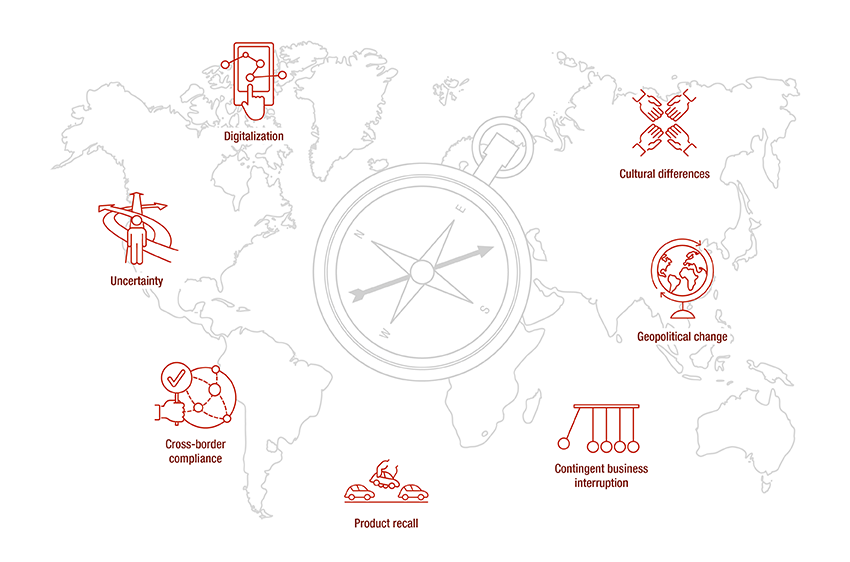 Digitalization
Cultural differences
Uncertainty
N
E
W
S
Geopolitical change
Cross-border
compliance
Contingent business
interruption
Product recall